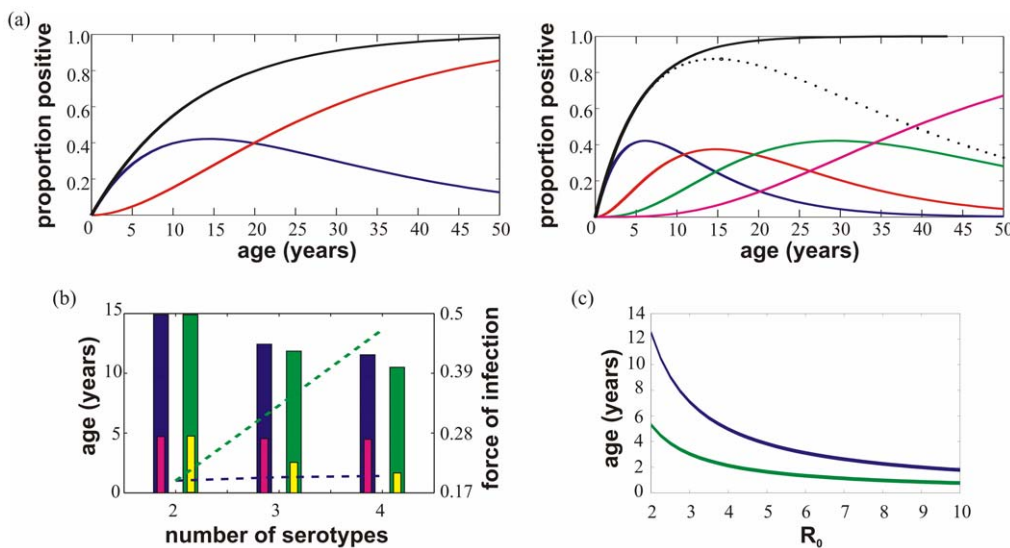 (a)
proportion positive
1.0
0.8
0.6
0.4
0.2
0 5 10 15 20 25 30 35 40 45 50
age (years)
proportion positive
1.0
0.8
0.6
0.4
0.2
0 5 10 15 20 25 30 35 40 45 50
age (years)
(b)
age (years)
15
10
5
0
0.5
0.39
0.28
0.17
force of infection
2 3 4
number of serotypes
(c)
age (years)
14
12
10
8
6
4
2
0
2 3 4 5 6 7 8 9 10
R0